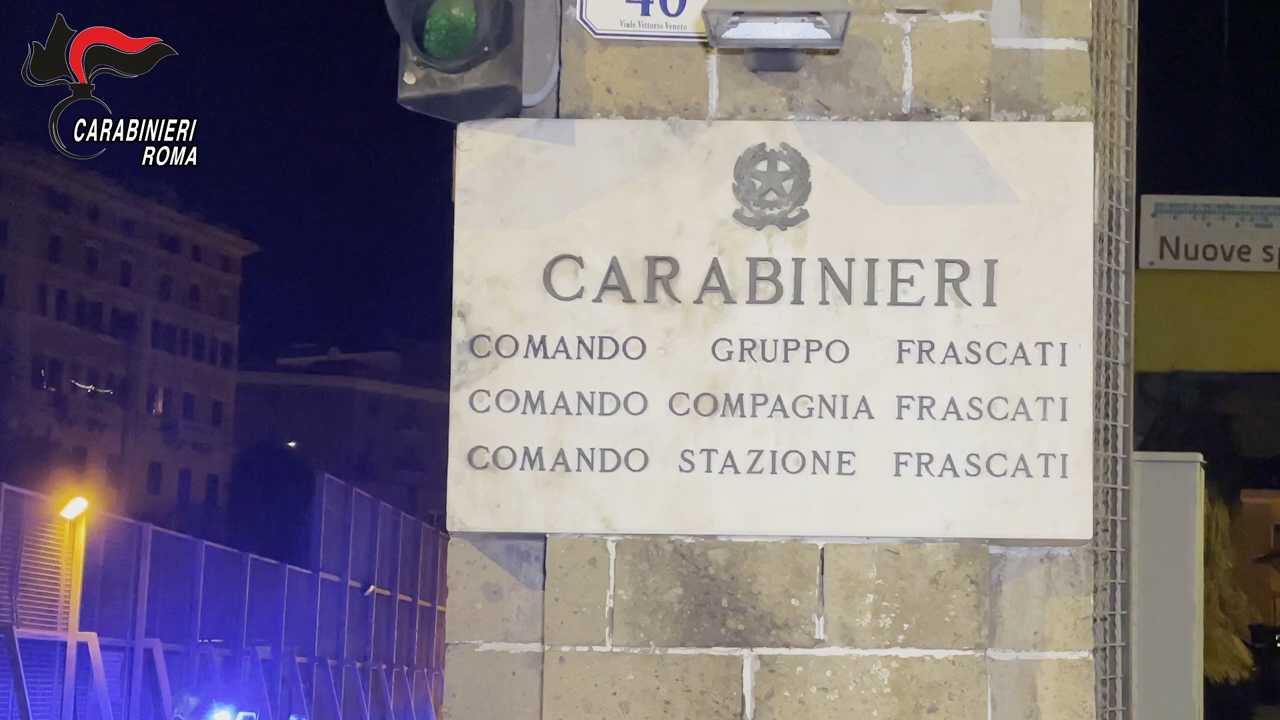 40
Viale Vittorio Veneto
CARABINIERI
ROMA
CARABINIERI
COMANDO GRUPPO FRASCATI
COMANDO COMPAGNIA FRASCATI
COMANDO STAZIONE FRASCATI
Nuove